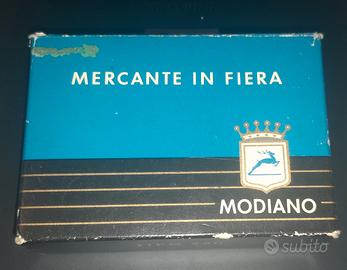 MERCANTE IN FIERA
MODIANO
subito